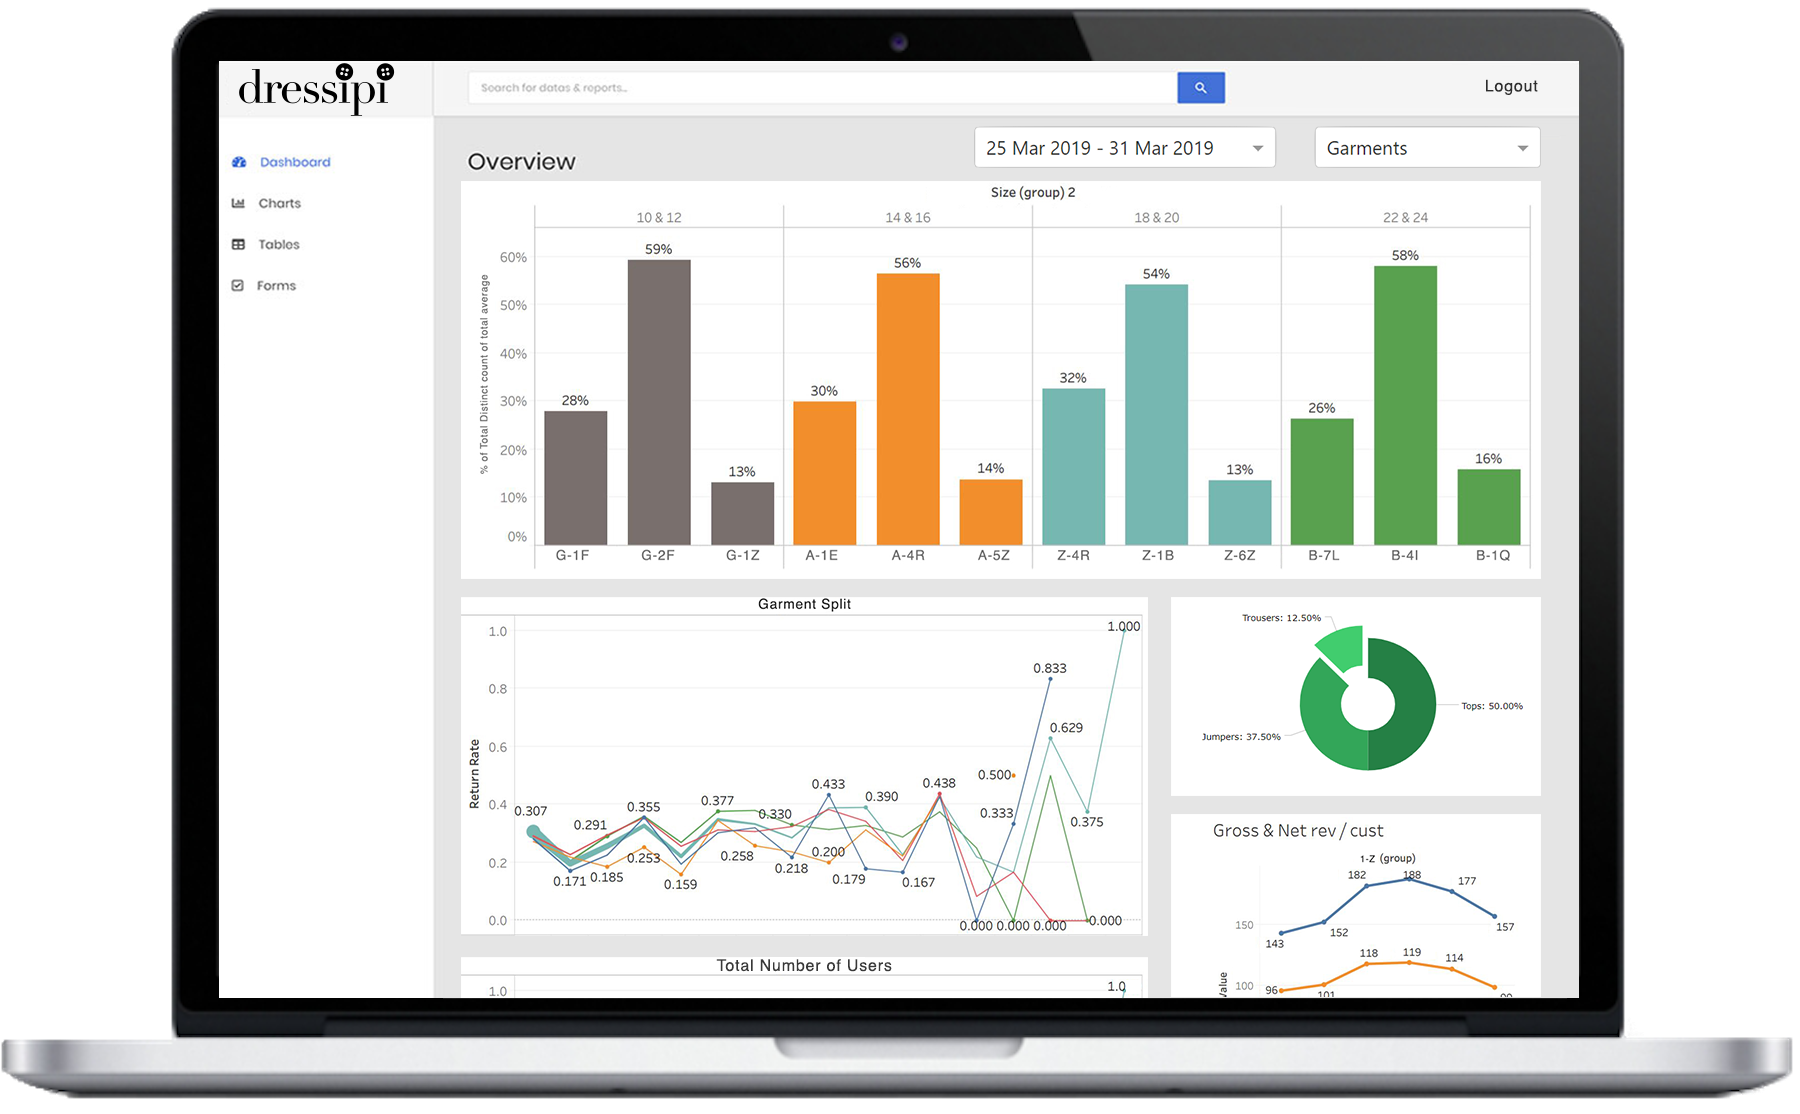 dressipi
Search for datas & reports..
Logout
Dashboard
Charts
Tables
Forms
Overview
25 Mar 2019 - 31 Mar 2019
Garments
Size (group) 2
10 & 12
14 & 16
18 & 20
22 & 24
% of Total Distinct count of total average
60%
50%
40%
30%
20%
10%
0%
28%
59%
13%
30%
56%
14%
32%
54%
13%
26%
58%
16%
G-1F
G-2F
G-1Z
A-1E
A-4R
A-5Z
Z-4R
Z-1B
Z-6Z
B-7L
B-4I
B-1Q
Garment Split
Return Rate
1.0
0.8
0.6
0.4
0.2
0.0
0.307
0.171
0.291
0.185
0.355
0.253
0.159
0.377
0.258
0.330
0.218
0.433
0.200
0.390
0.179
0.167
0.438
0.000
0.500
0.333
0.000
0.833
0.629
0.000
0.375
0.000
1.000
Trousers: 12.50%
Tops: 50.00%
Jumpers: 37.50%
Gross & Net rev / cust
1-Z (group)
150
100
143
152
182
188
177
157
96
101
118
119
114
Total Number of Users
1.0
1.0